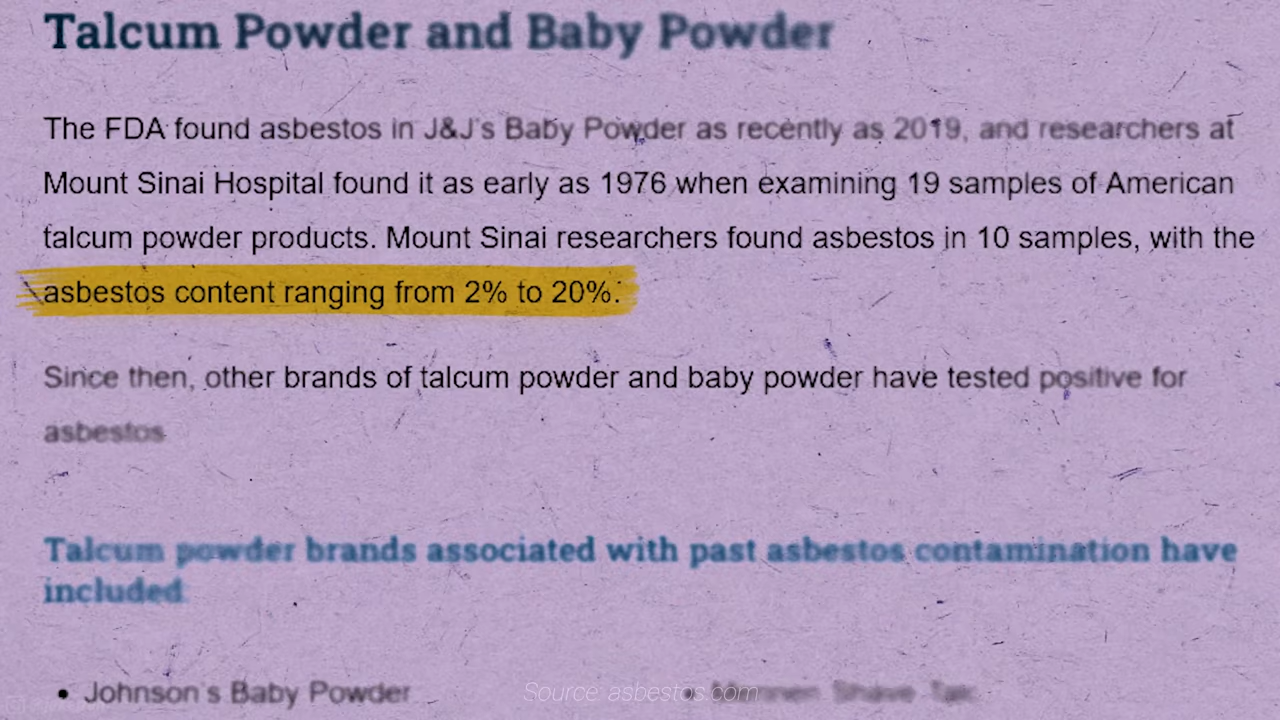 Talcum Powder and Baby Powder
The FDA found asbestos in J&J's Baby Powder as recently as 2019, and researchers at
Mount Sinai Hospital found it as early as 1976 when examining 19 samples of American
talcum powder products. Mount Sinai researchers found asbestos in 10 samples, with the
asbestos content ranging from 2% to 20%.
Since then, other brands of talcum powder and baby powder have tested positive for
asbestos
Talcum powder brands associated with past asbestos contamination have
included
• Johnson's Baby Powder
Source: asbestos.com
Shave Talc